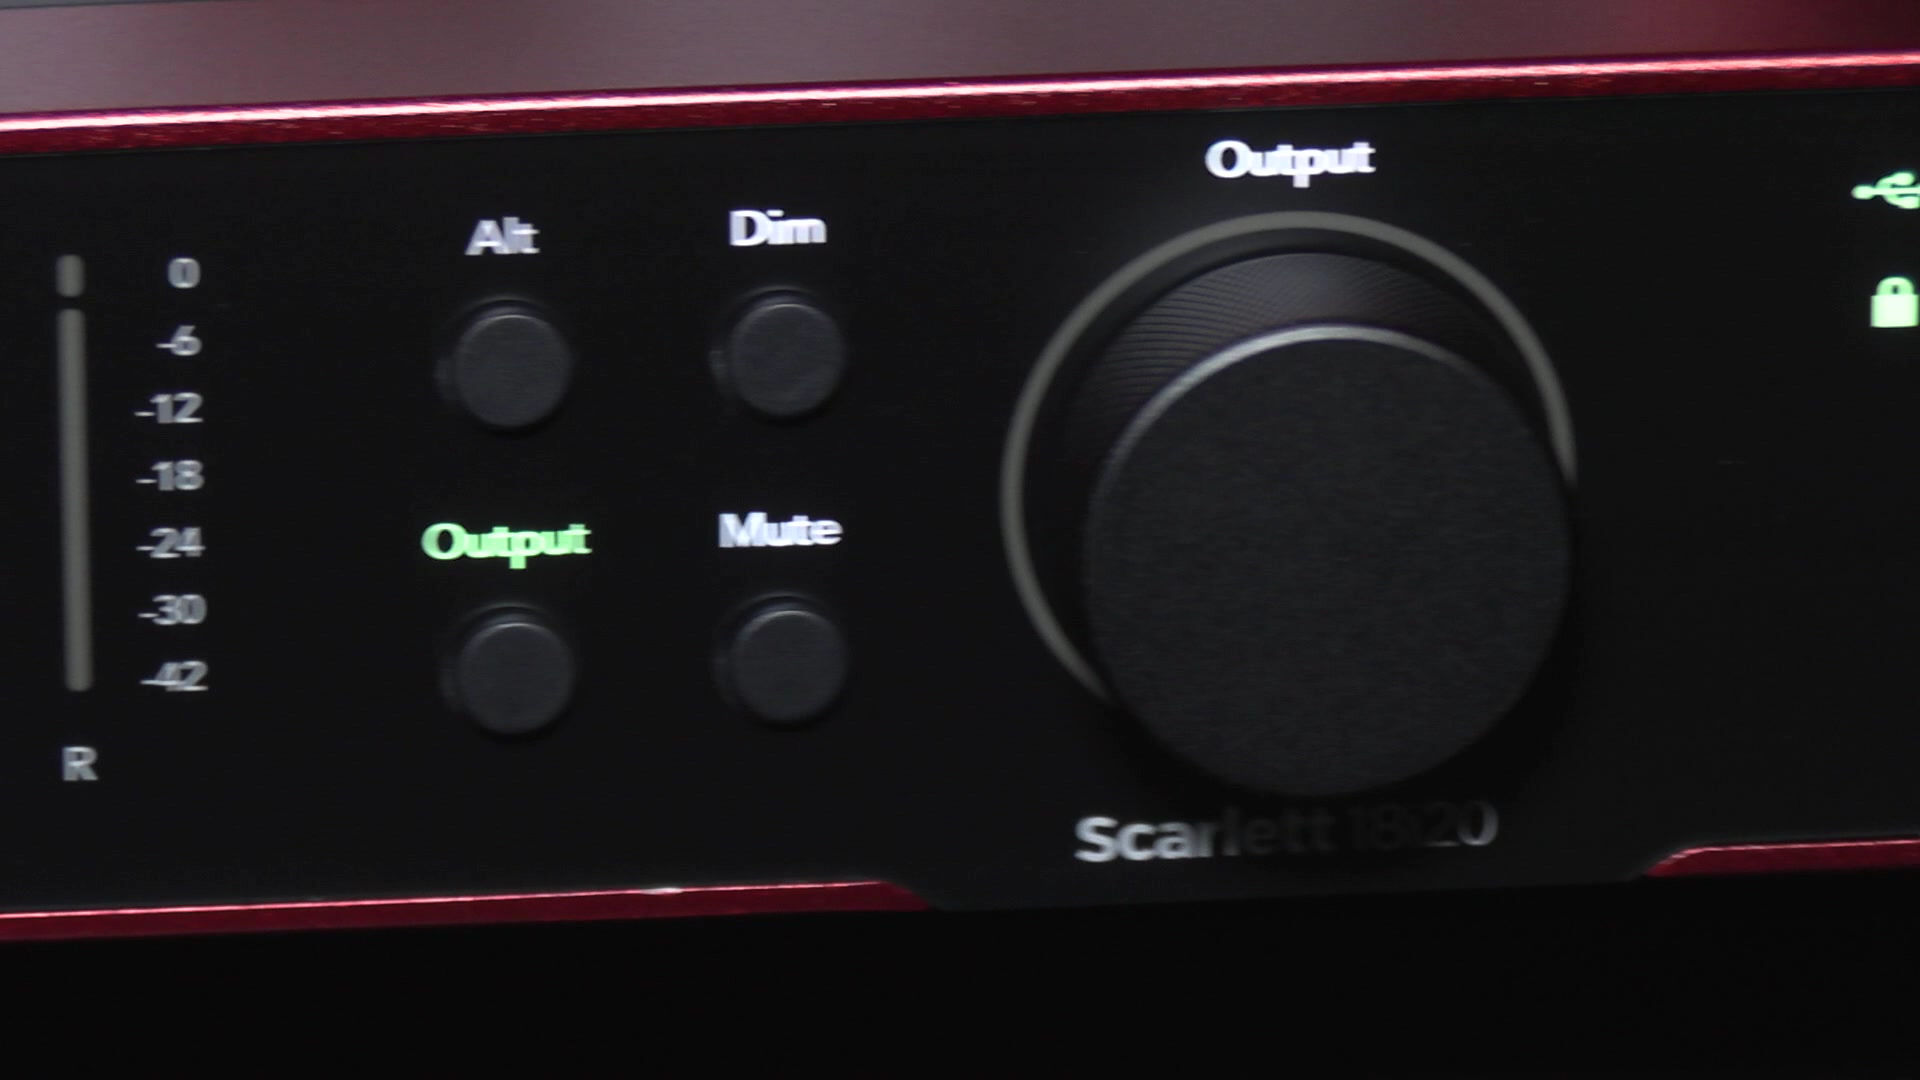 Output
Alt
Dim
0
-6
-12
-18
-24
-30
-42
Output
Mute
R
Scarlett 18i20